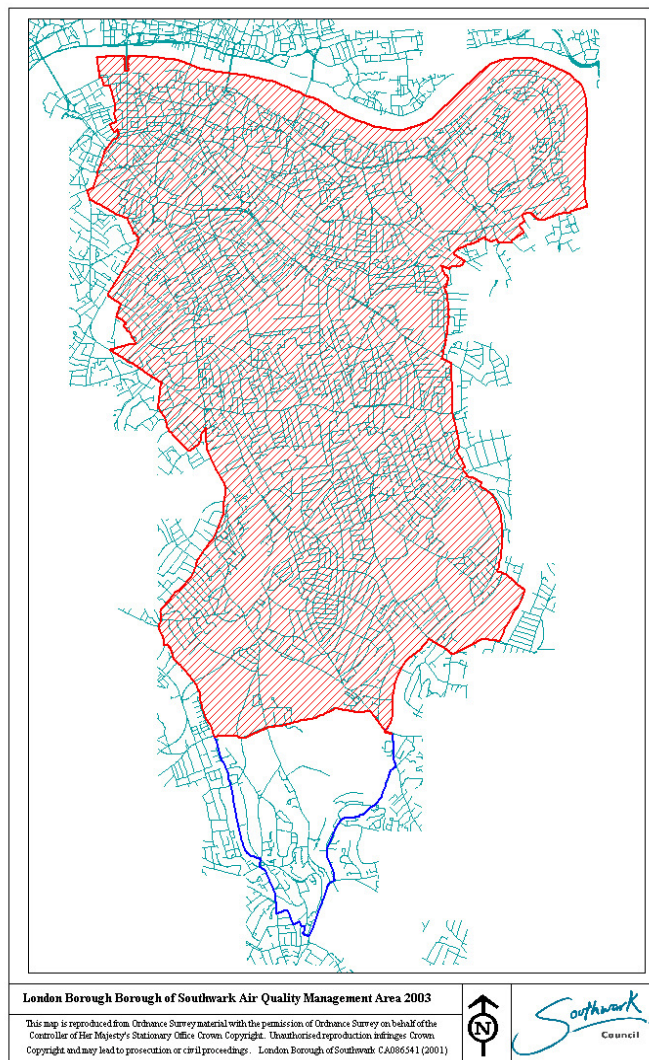 London Borough Borough of Southwark Air Quality Management Area 2003
This map is reproduced from Ordnance Survey material with the permission of Ordnance Survey on behalf of the
Controller of Her Majesty's Stationary Office Crown Copyright. Unauthorised reproduction infringes Crown
Copyright and may lead to prosecution or civil proceedings. London Borough of Southwark CA086541 (2001)
N
Southwark
Council